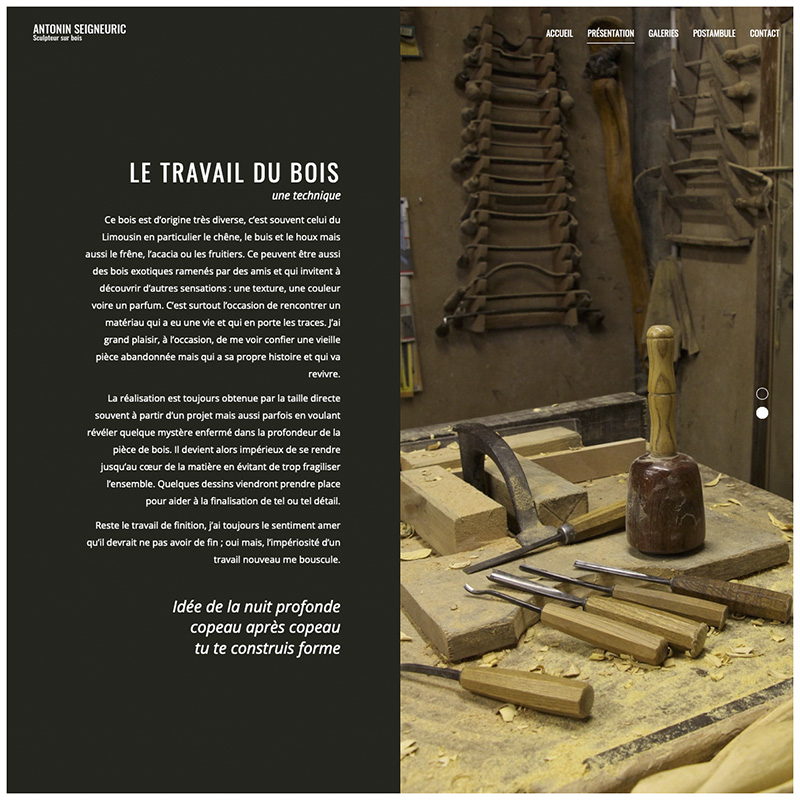 ANTONIN SEIGNEURIC
Sculpteur sur bois
ACCUEIL PRÉSENTATION GALERIES POSTAMBULE CONTACT
LE TRAVAIL DU BOIS
une technique
Ce bois est d’origine très diverse, c’est souvent celui du
Limousin en particulier le chêne, le buis et le houx mais
aussi le frêne, l’acacia ou les fruitiers. Ce peuvent être aussi
des bois exotiques ramenés par des amis et qui invitent à
découvrir d’autres sensations : une texture, une couleur
voire un parfum. C’est surtout l’occasion de rencontrer un
matériau qui a eu une vie et qui en porte les traces. J’ai
grand plaisir, à l’occasion, de me voir confier une vieille
pièce abandonnée mais qui a sa propre histoire et qui va
revivre.
La réalisation est toujours obtenue par la taille directe
souvent à partir d’un projet mais aussi parfois en voulant
révéler quelque mystère enfermé dans la profondeur de la
pièce de bois. Il devient alors impérieux de se rendre
jusqu’au cœur de la matière en évitant de trop fragiliser
l’ensemble. Quelques dessins viendront prendre place
pour aider à la finalisation de tel ou tel détail.
Reste le travail de finition, j’ai toujours le sentiment amer
qu’il devrait ne pas avoir de fin ; oui mais, l’impériosité d’un
travail nouveau me bouscule.
Idée de la nuit profonde
copeau après copeau
tu te construis forme